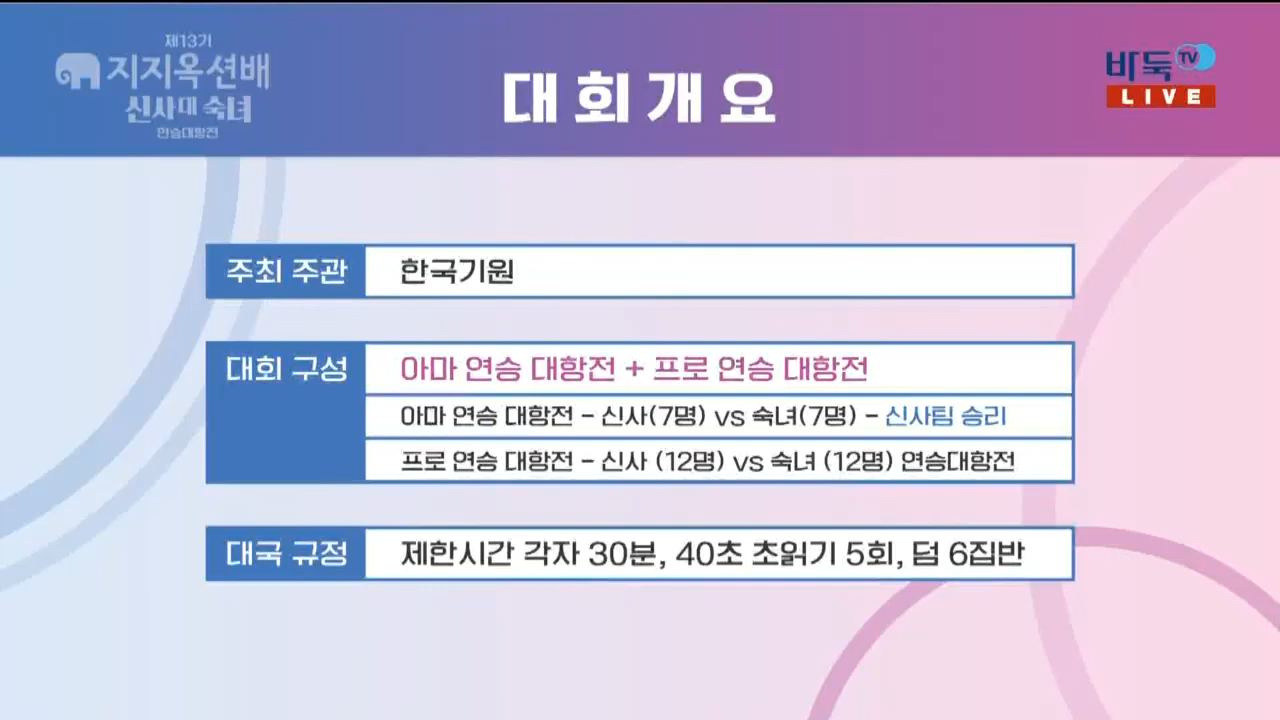 제13기
지지옥션배
신사대 숙녀
연승대항전
대회개요
바둑TV
LIVE
주최 주관
한국기원
대회 구성
아마 연승 대항전 + 프로 연승 대항전
아마 연승 대항전 - 신사(7명) vs 숙녀(7명) - 신사팀 승리
프로 연승 대항전 - 신사 (12명) vs 숙녀 (12명) 연승대항전
대국 규정
제한시간 각자 30분, 40초 초읽기 5회, 덤 6집반